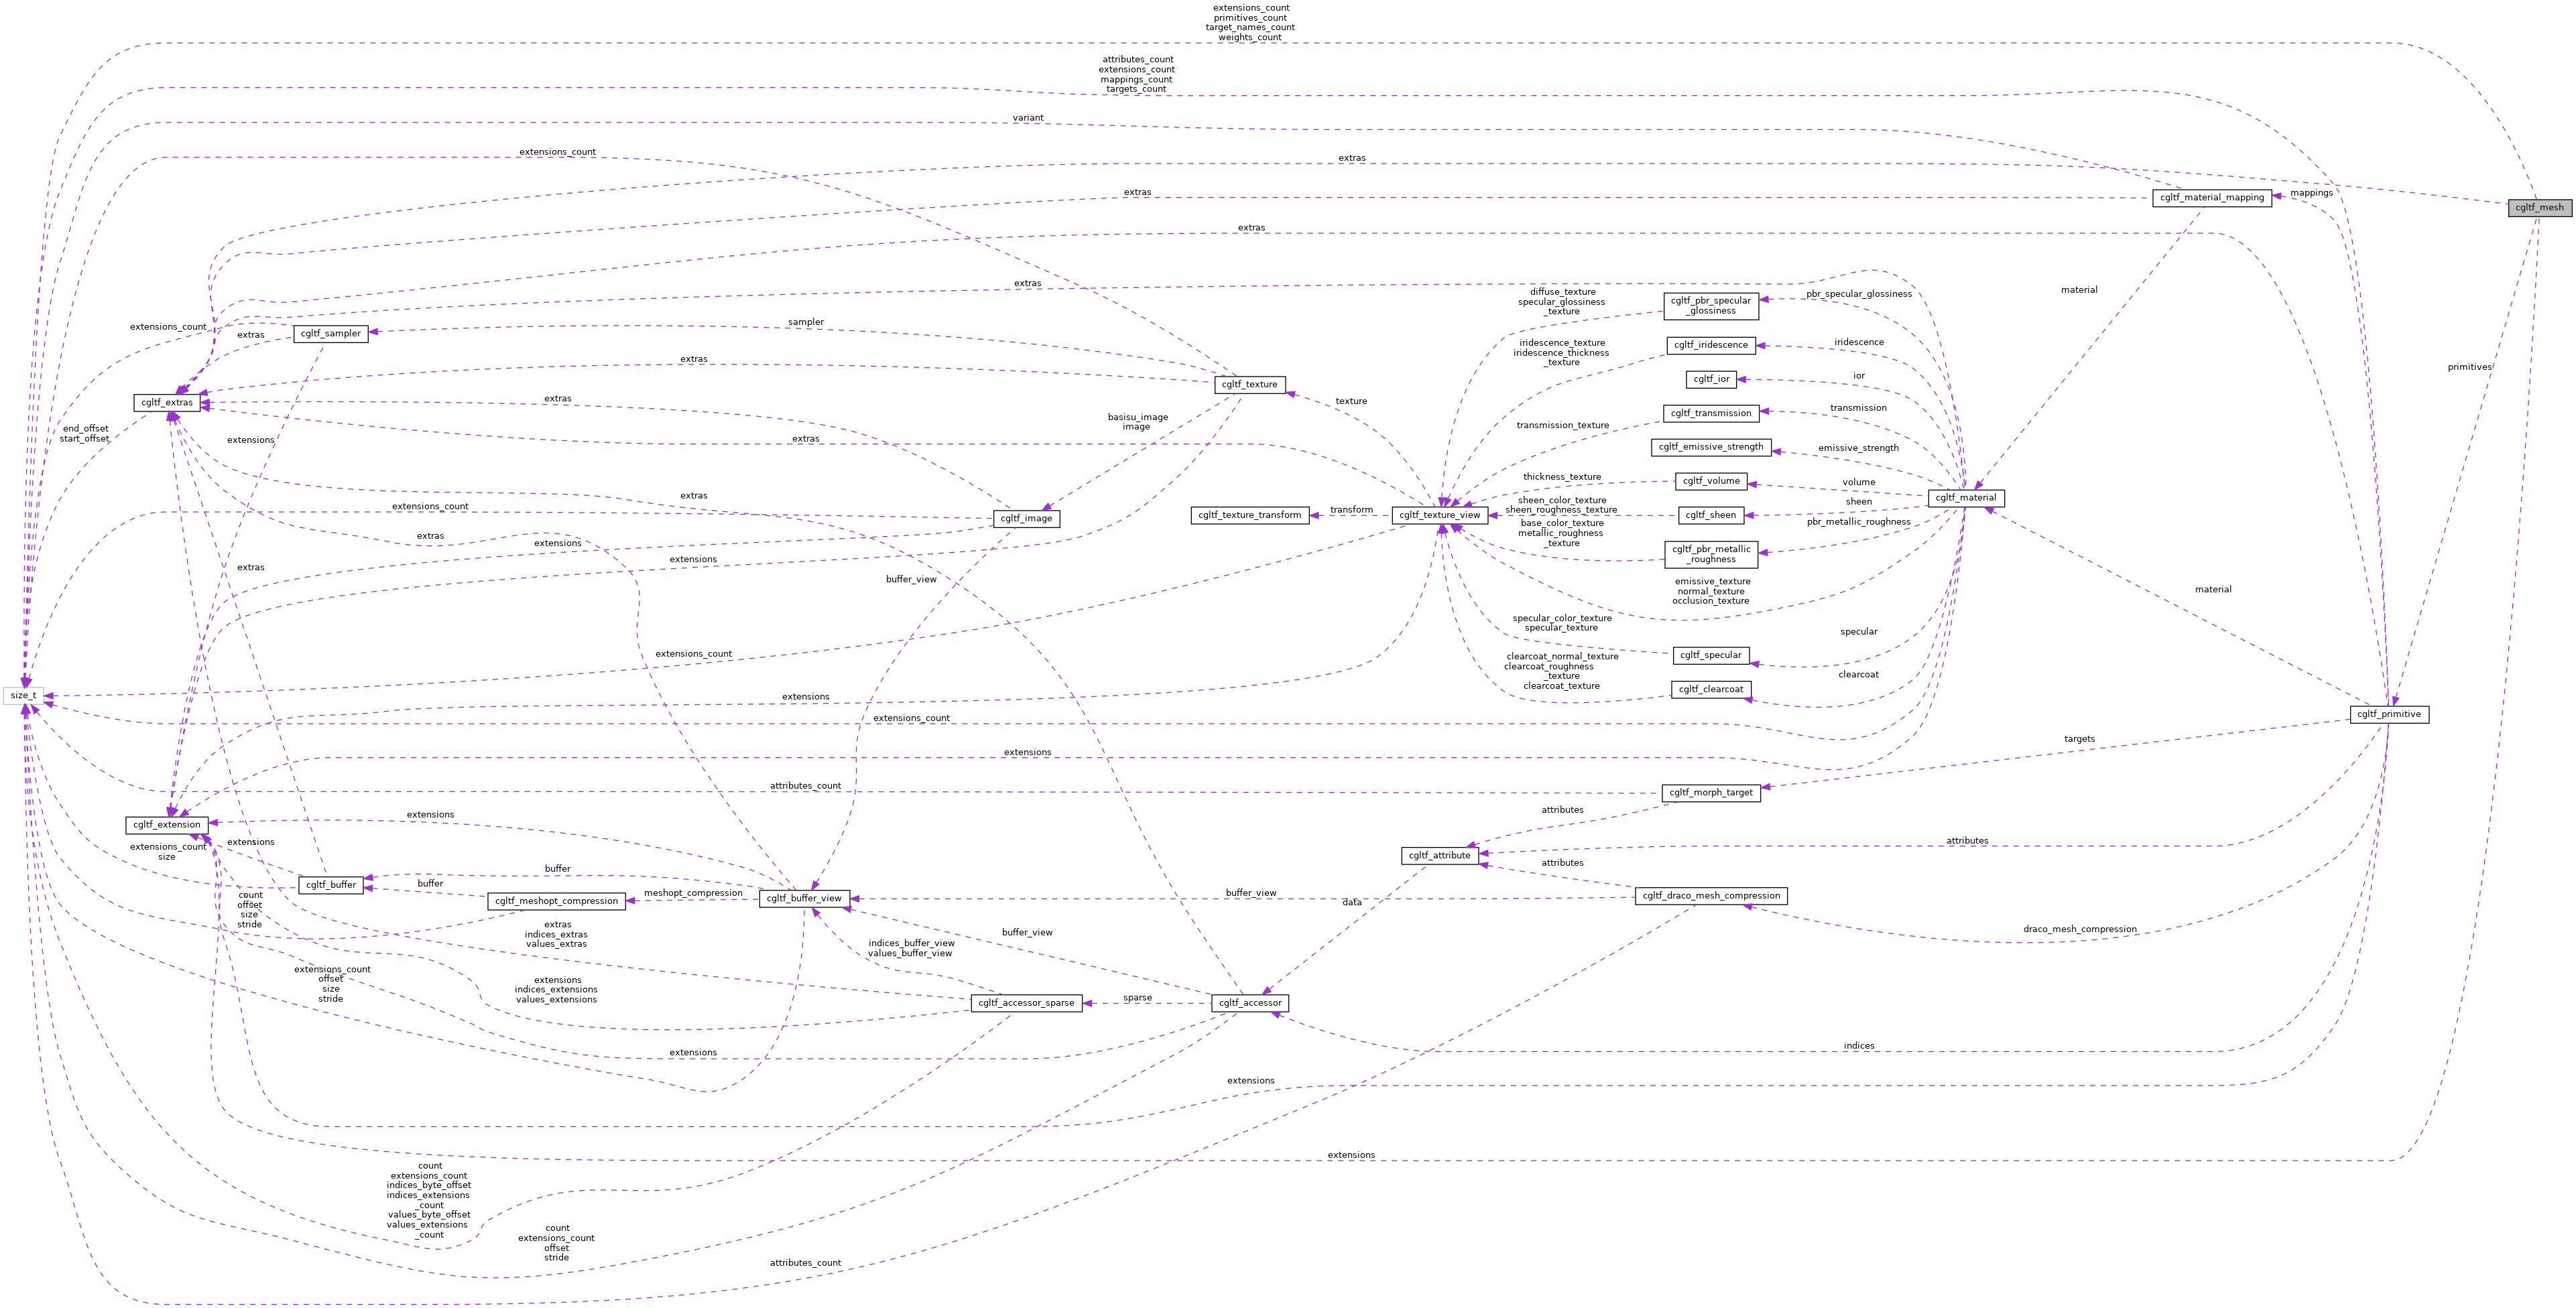 extensions_count
primitives_count
target_names_count
weights_count
attributes_count
extensions_count
mappings_count
targets_count
variant
extensions_count
extras
extras
mappings
cgltf_material_mapping
cgltf_mesh
extras
extras
material
diffuse_texture
specular_glossiness
_texture
cgltf_pbr_specular
_glossiness
pbr_specular_glossiness
extensions_count
cgltf_sampler
extras
sampler
iridescence_texture
iridescence_thickness
_texture
cgltf_iridescence
iridescence
extras
primitives
cgltf_texture
cgltf_ior
ior
cgltf_extras
extras
texture
cgltf_transmission
transmission
basisu_image
image
transmission_texture
end_offset
start_offset
extensions
extras
cgltf_emissive_strength
emissive_strength
thickness_texture
cgltf_volume
volume
extras
cgltf_material
extensions_count
cgltf_image
cgltf_texture_transform
transform
cgltf_texture_view
sheen_color_texture
sheen_roughness_texture
cgltf_sheen
sheen
base_color_texture
metallic_roughness
_texture
pbr_metallic_roughness
extras
extensions
cgltf_pbr_metallic
_roughness
extras
extensions
buffer_view
emissive_texture
normal_texture
occlusion_texture
material
specular_color_texture
specular_texture
specular
extensions_count
cgltf_specular
clearcoat_normal_texture
clearcoat_roughness
_texture
clearcoat_texture
clearcoat
cgltf_clearcoat
size_t
extensions
extensions_count
cgltf_primitive
targets
extensions
attributes_count
cgltf_morph_target
extensions
attributes
cgltf_extension
extensions
attributes
extensions_count
size
cgltf_attribute
attributes
buffer
cgltf_buffer
buffer
meshopt_compression
cgltf_buffer_view
buffer_view
cgltf_draco_mesh_compression
count
offset
size
stride
cgltf_meshopt_compression
data
extras
indices_extras
values_extras
buffer_view
draco_mesh_compression
indices_buffer_view
values_buffer_view
extensions_count
offset
size
stride
extensions
indices_extensions
values_extensions
cgltf_accessor_sparse
sparse
cgltf_accessor
extensions
indices
extensions
extensions
count
extensions_count
indices_byte_offset
indices_extensions
_count
values_byte_offset
values_extensions
_count
count
extensions_count
offset
stride
attributes_count